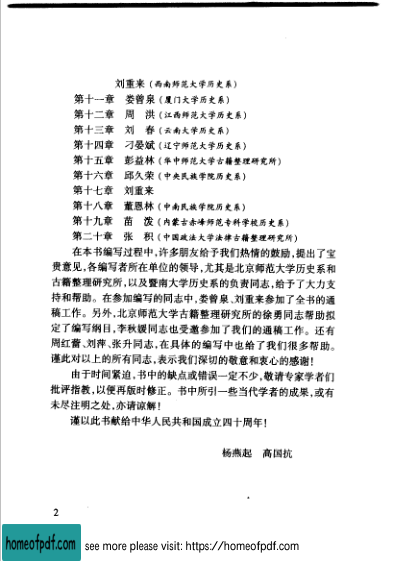 刘重来(西南师范大学历史系)
第十一章 娄曾泉(厦门大学历史系)
第十二章 周 洪(江西师范大学历史系)
第十三章 刘 春(云南大学历史系)
第十四章 刁晏斌(辽宁师范大学历史系)
第十五章 彭益林(华中师范大学古籍整理研究所)
第十六章 邱久荣(中央民族学院历史系)
第十七章 刘重来
第十八章 董恩林(中南民族学院历史系)
第十九章 苗 泼(内蒙古赤峰师范专科学校历史系)
第二十章 张 积(中国政法大学法律古籍整理研究所)
在本书编写过程中,许多朋友给予我们热情的鼓励,提出了宝
贵意见,各编写者所在单位的领导,尤其是北京师范大学历史系和
古籍整理研究所,以及暨南大学历史系的负责同志,给予了大力支
持和帮助。在参加编写的同志中,娄曾泉、刘重来参加了全书的通
稿工作。另外,北京师范大学古籍整理研究所的徐勇同志帮助拟
定了编写纲目,李秋媛同志也受邀参加了我们的通稿工作。还有
周红蕾、刘萍、张升同志,在具体的编写中也给了我们很多帮助。
谨此对以上的所有同志,表示我们深切的敬意和衷心的感谢!
由于时间紧迫,书中的缺点或错误一定不少,敬请专家学者们
批评指教,以便再版时修正。书中所引一些当代学者的成果,或有
未尽注明之处,亦请谅解!
谨以此书献给中华人民共和国成立四十周年!
杨燕起 高国抗
2
homeofpdf.com see more please visit: https://homeofpdf.com